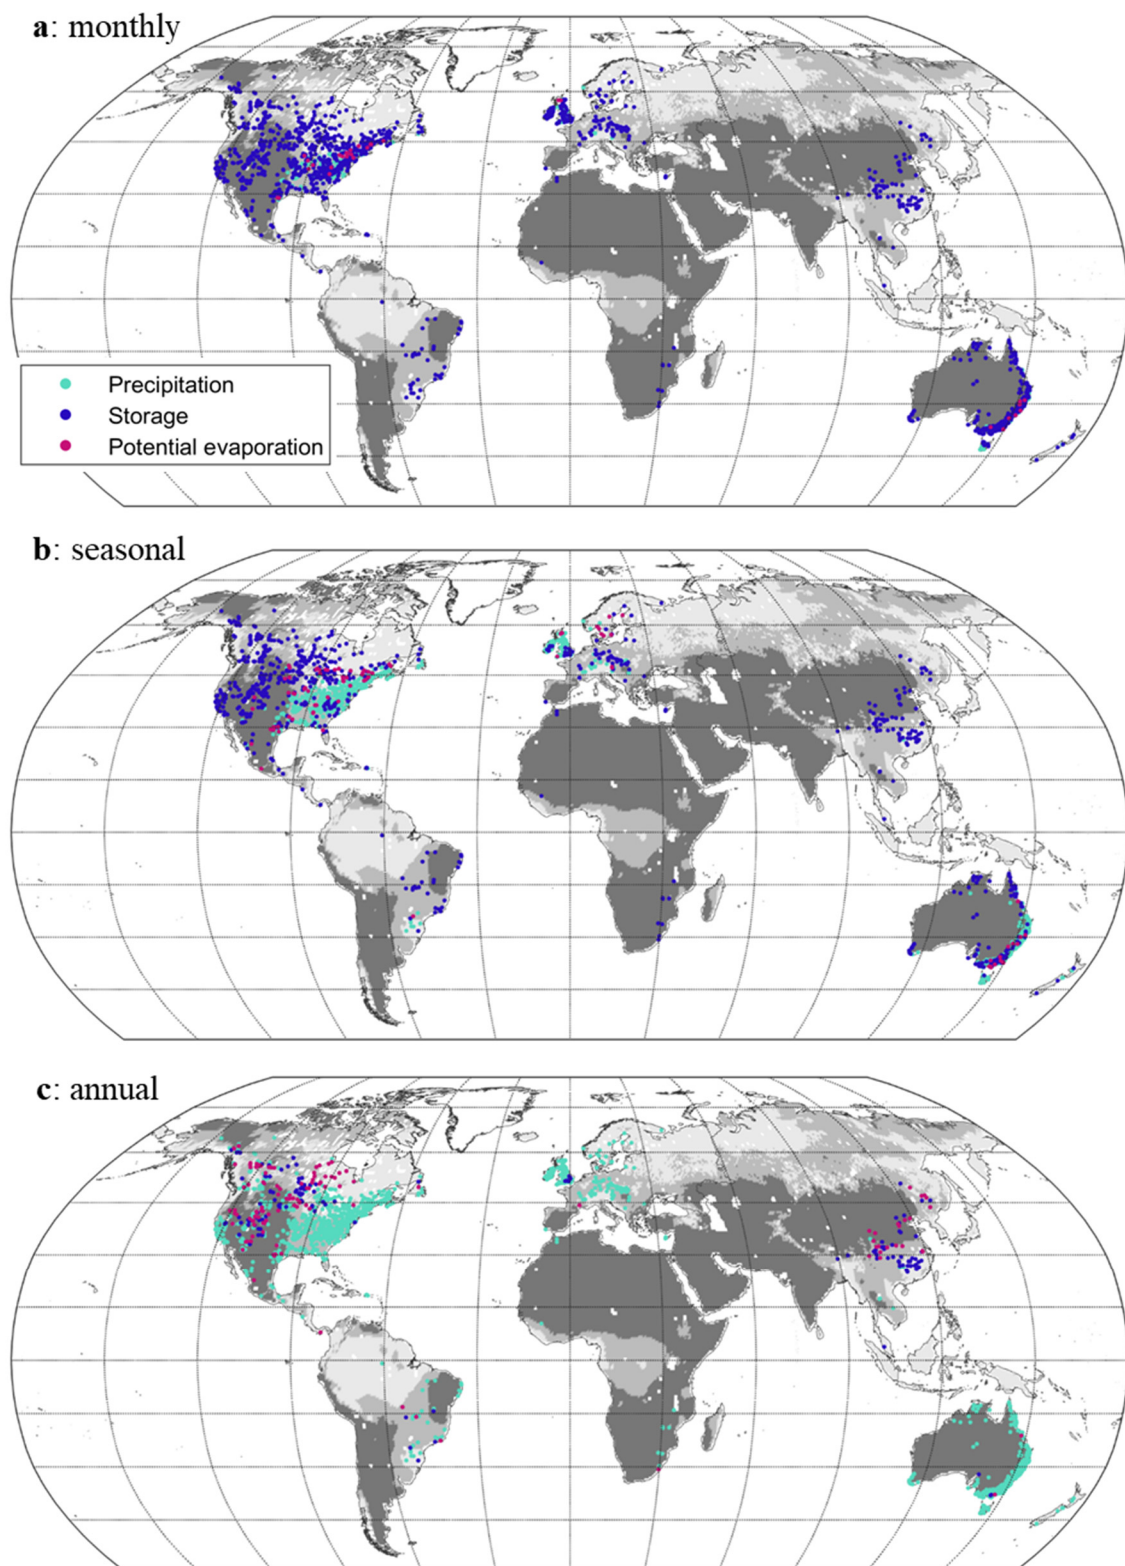 a: monthly
Precipitation
Storage
Potential evaporation
b: seasonal
c: annual